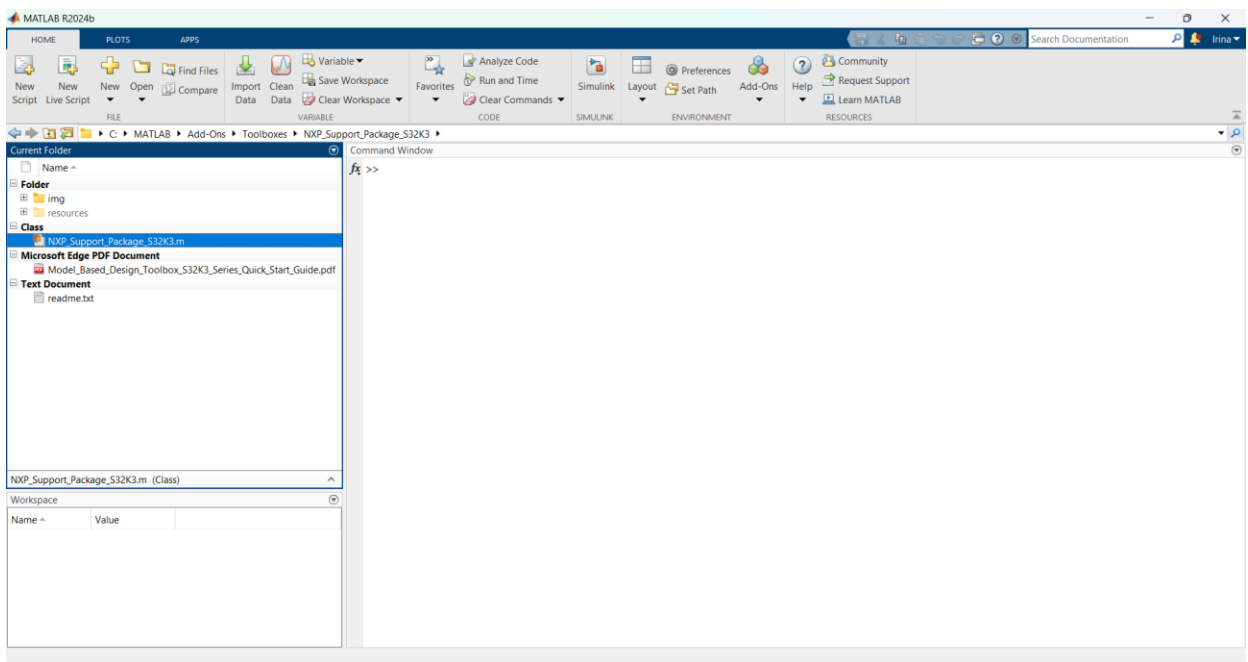 MATLAB R2024b
HOME PLOTS APPS Search Documentation Irina
New Script
New Live Script
New
Open
Find Files
Compare
Import Data
Clean Data
Variable
Save Workspace
Clear Workspace
Favorites
Analyze Code
Run and Time
Clear Commands
Simulink
Layout
Preferences
Set Path
Add-Ons
Help
Community
Request Support
Learn MATLAB
FILE VARIABLE CODE SIMULINK ENVIRONMENT RESOURCES
C: MATLAB Add-Ons Toolboxes NXP_Support_Package_S32K3
Current Folder
Name
Folder
img
resources
Class
NXP_Support_Package_S32K3.m
Microsoft Edge PDF Document
Model_Based_Design_Toolbox_S32K3_Series_Quick_Start_Guide.pdf
Text Document
readme.txt
NXP_Support_Package_S32K3.m (Class)
Workspace
Name Value
Command Window
fx >>